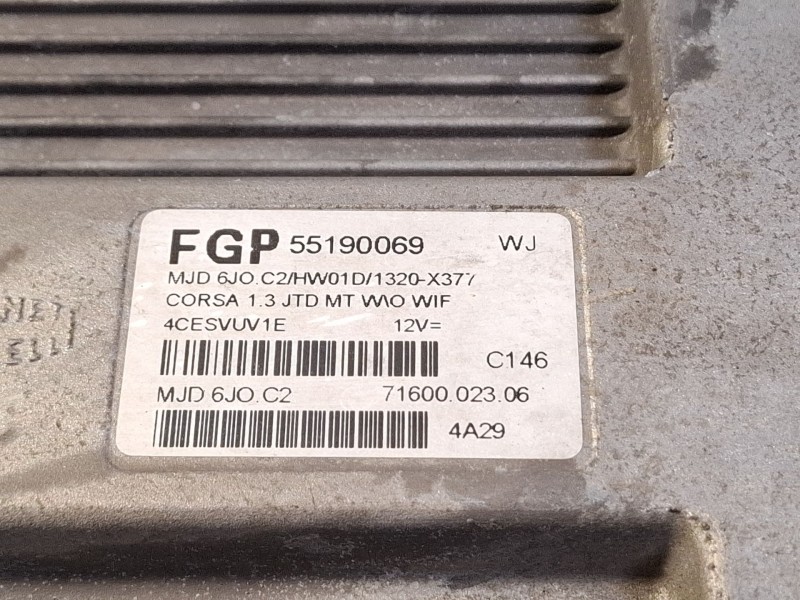 FGP 55190069 WJ
MJD 6JO.C2/HW01D/1320-X377
CORSA 1.3 JTD MT W\O WIF
4CESVUV1E 12V=
C146
MJD 6JO.C2 71600.023.06
4A29